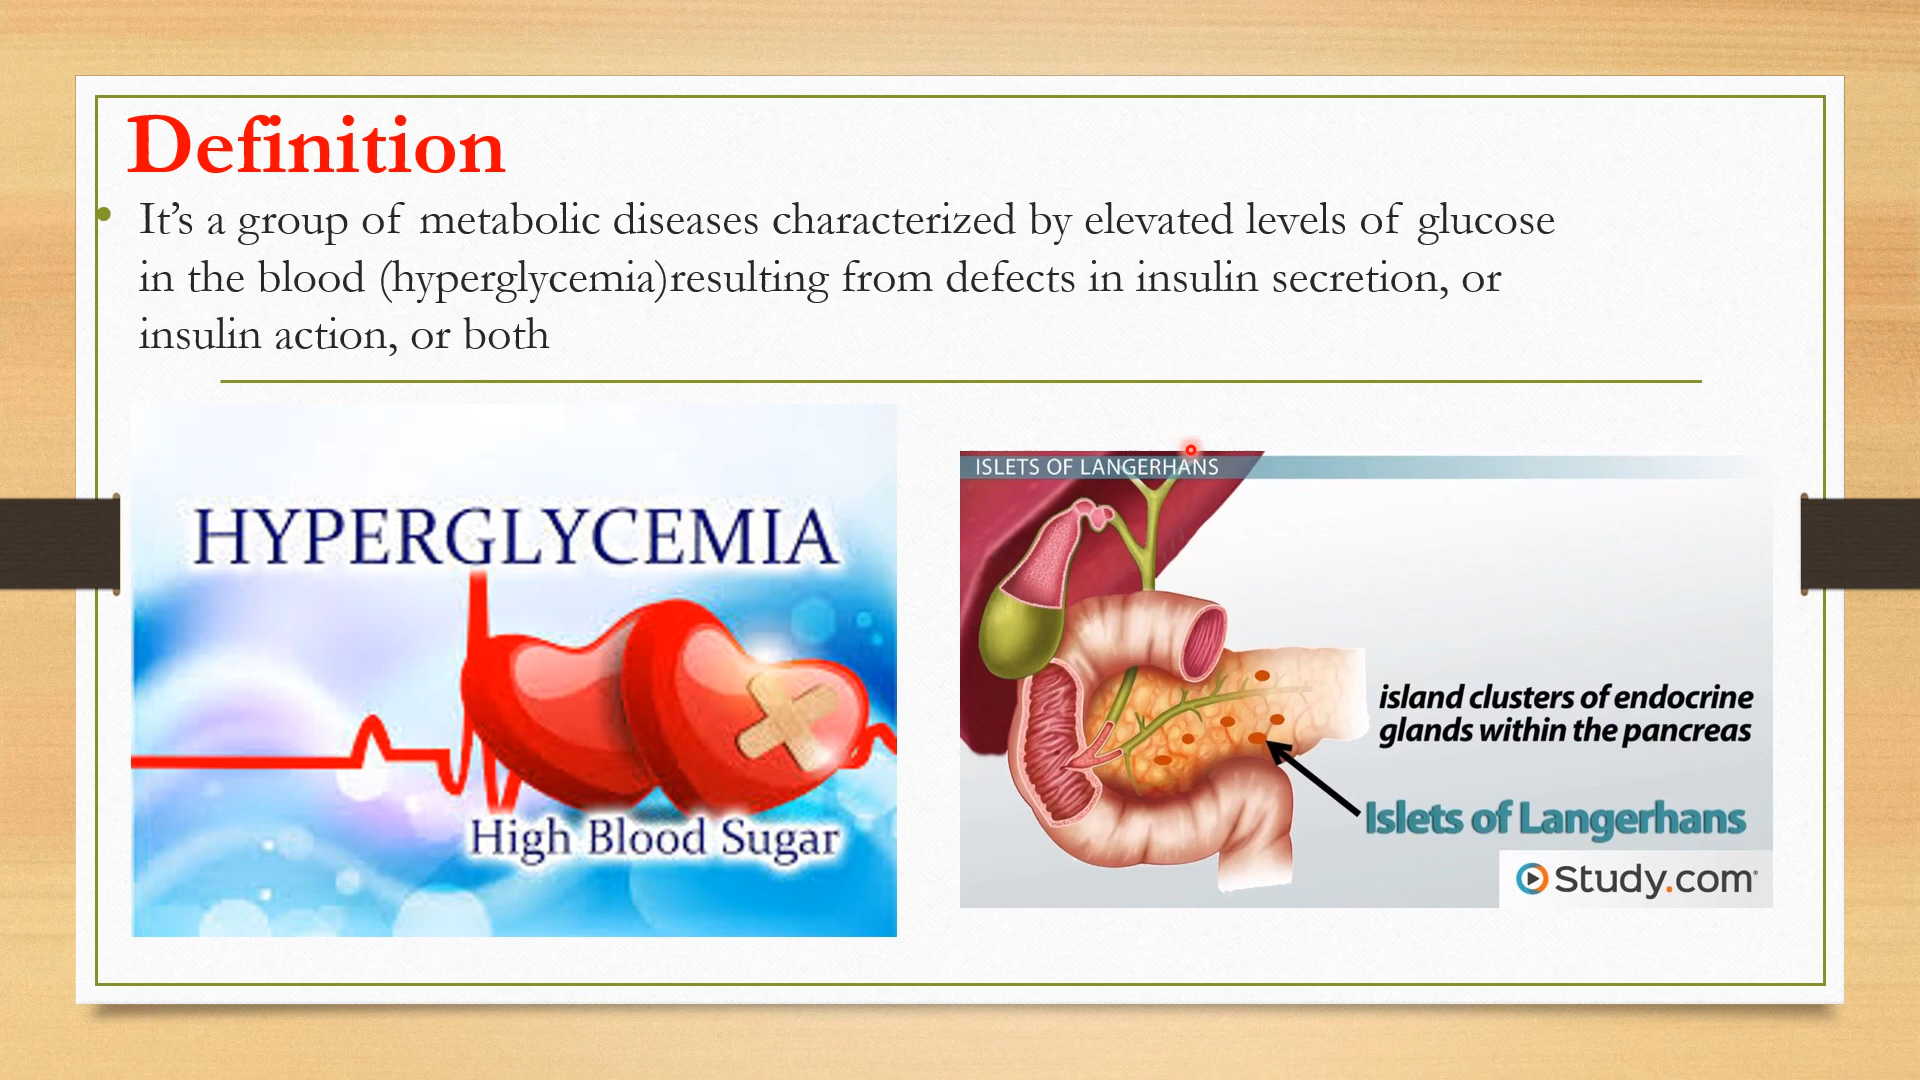 Definition
• It’s a group of metabolic diseases characterized by elevated levels of glucose
in the blood (hyperglycemia)resulting from defects in insulin secretion, or
insulin action, or both
HYPERGLYCEMIA
High Blood Sugar
ISLETS OF LANGERHANS
island clusters of endocrine
glands within the pancreas
Islets of Langerhans
Study.com®